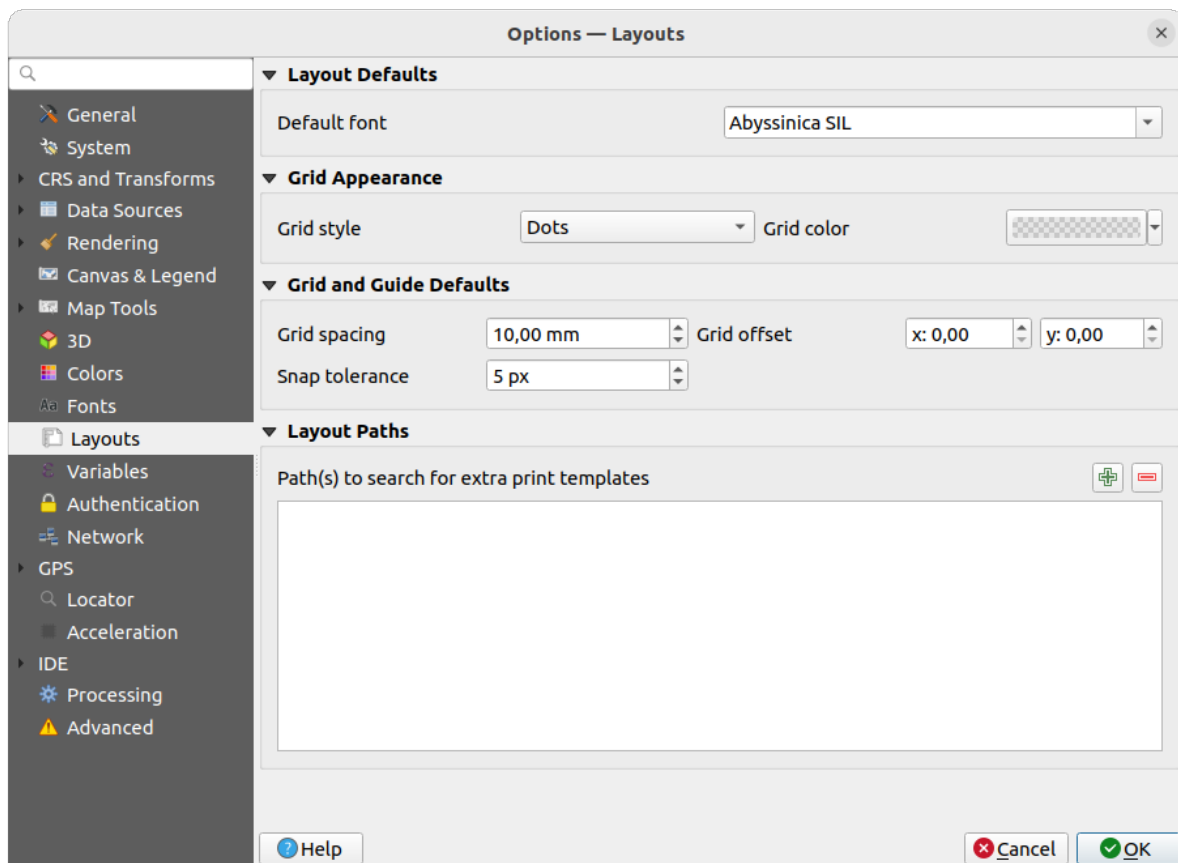 Options — Layouts
General
System
CRS and Transforms
Data Sources
Rendering
Canvas & Legend
Map Tools
3D
Colors
Aa Fonts
Layouts
ε Variables
Authentication
Network
GPS
Locator
Acceleration
IDE
Processing
Advanced
Layout Defaults
Default font Abyssinica SIL
Grid Appearance
Grid style Dots Grid color
Grid and Guide Defaults
Grid spacing 10,00 mm Grid offset x: 0,00 y: 0,00
Snap tolerance 5 px
Layout Paths
Path(s) to search for extra print templates
Help Cancel OK